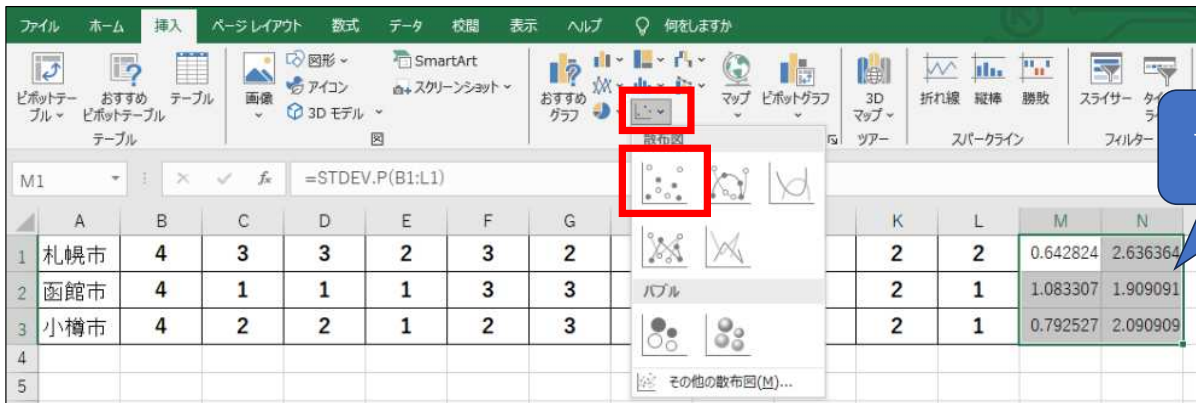 ファイル ホーム 挿入 ページ レイアウト 数式 データ 校閲 表示 ヘルプ 何をしますか
ピボットテーブル おすすめピボットテーブル テーブル 画像 図形 アイコン 3D モデル SmartArt スクリーンショット おすすめグラフ マップ ピボットグラフ 3Dマップ 折れ線 縦棒 勝敗 スライサー
テーブル 図 散布図 ツアー スパークライン フィルター
M1 fx =STDEV.P(B1:L1)
A B C D E F G K L M N
1 札幌市 4 3 3 2 3 2 2 2 0.642824 2.636364
2 函館市 4 1 1 1 3 3 バブル 2 1 1.083307 1.909091
3 小樽市 4 2 2 1 2 3 2 1 0.792527 2.090909
4
5 その他の散布図(M)...